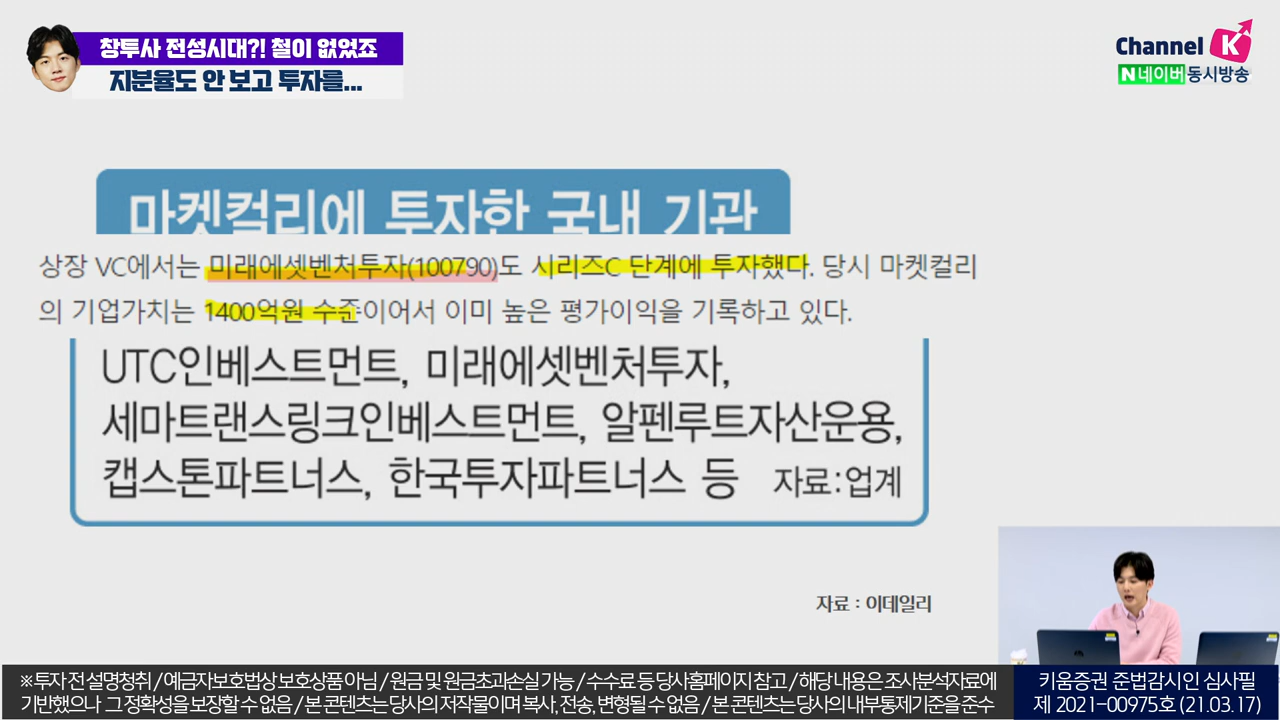 창투사 전성시대?! 철이 없었죠
지분율도 안 보고 투자를...
Channel K
N 네이버 동시방송
마켓컬리에 투자한 국내 기관
상장 VC에서는 미래에셋벤처투자(100790)도 시리즈C 단계에 투자했다. 당시 마켓컬리
의 기업가치는 1400억원 수준이어서 이미 높은 평가이익을 기록하고 있다.
UTC인베스트먼트, 미래에셋벤처투자,
세마트랜스링크인베스트먼트, 알펜루트자산운용,
캡스톤파트너스, 한국투자파트너스 등 자료:업계
자료 : 이데일리
※ 투자 전 설명청취 / 예금자보호법상 보호상품 아님 / 원금 및 원금초과손실 가능 / 수수료 등 당사홈페이지 참고 / 해당 내용은 조사분석자료에
기반했으나 그 정확성을 보장할 수 없음 / 본 콘텐츠는 당사의 저작물이며 복사, 전송, 변형될 수 없음 / 본 콘텐츠는 당사의 내부통제기준을 준수
키움증권 준법감시인 심사필
제 2021-00975호 (21.03.17)